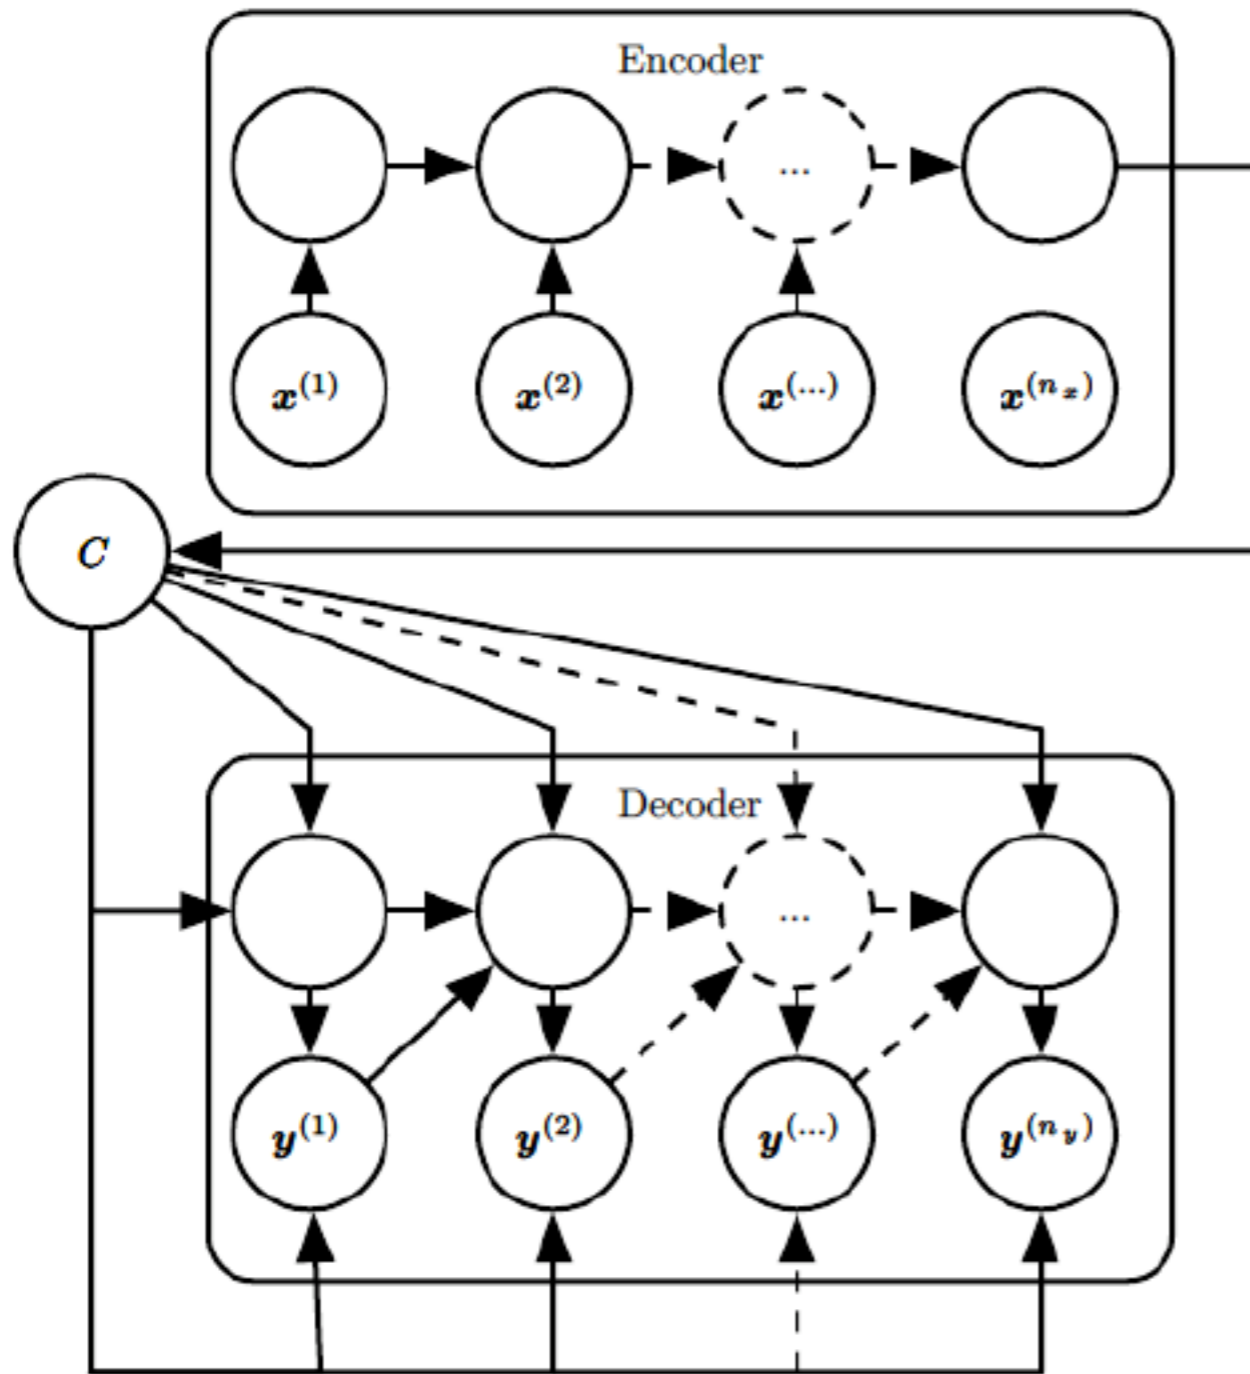 Encoder
...
x^(1) x^(2) x^(...) x^(n_x)
C
Decoder
...
y^(1) y^(2) y^(...) y^(n_y)